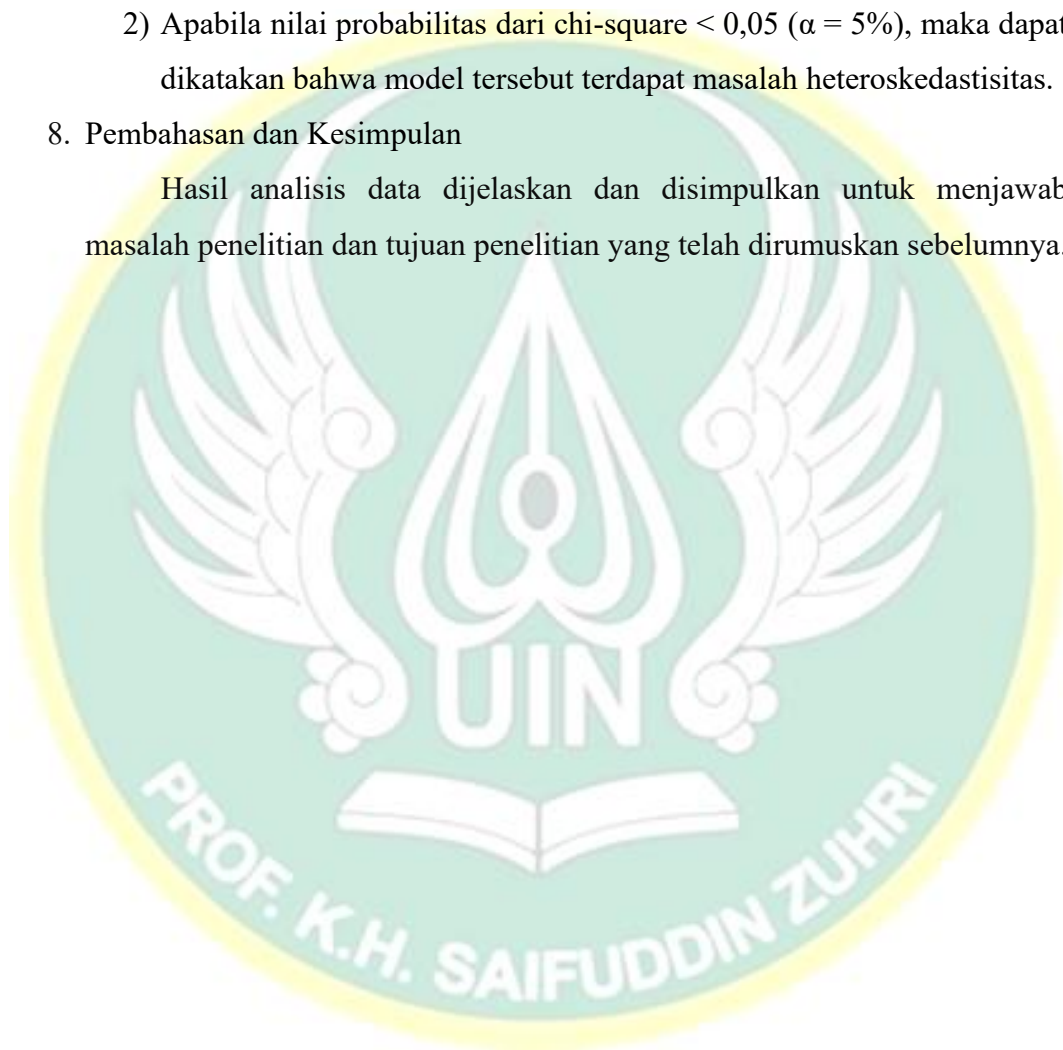 2) Apabila nilai probabilitas dari chi-square < 0,05 (α = 5%), maka dapat
dikatakan bahwa model tersebut terdapat masalah heteroskedastisitas.
8. Pembahasan dan Kesimpulan
Hasil analisis data dijelaskan dan disimpulkan untuk menjawab
masalah penelitian dan tujuan penelitian yang telah dirumuskan sebelumnya.
UIN
PROF. K.H. SAIFUDDIN ZUHRI